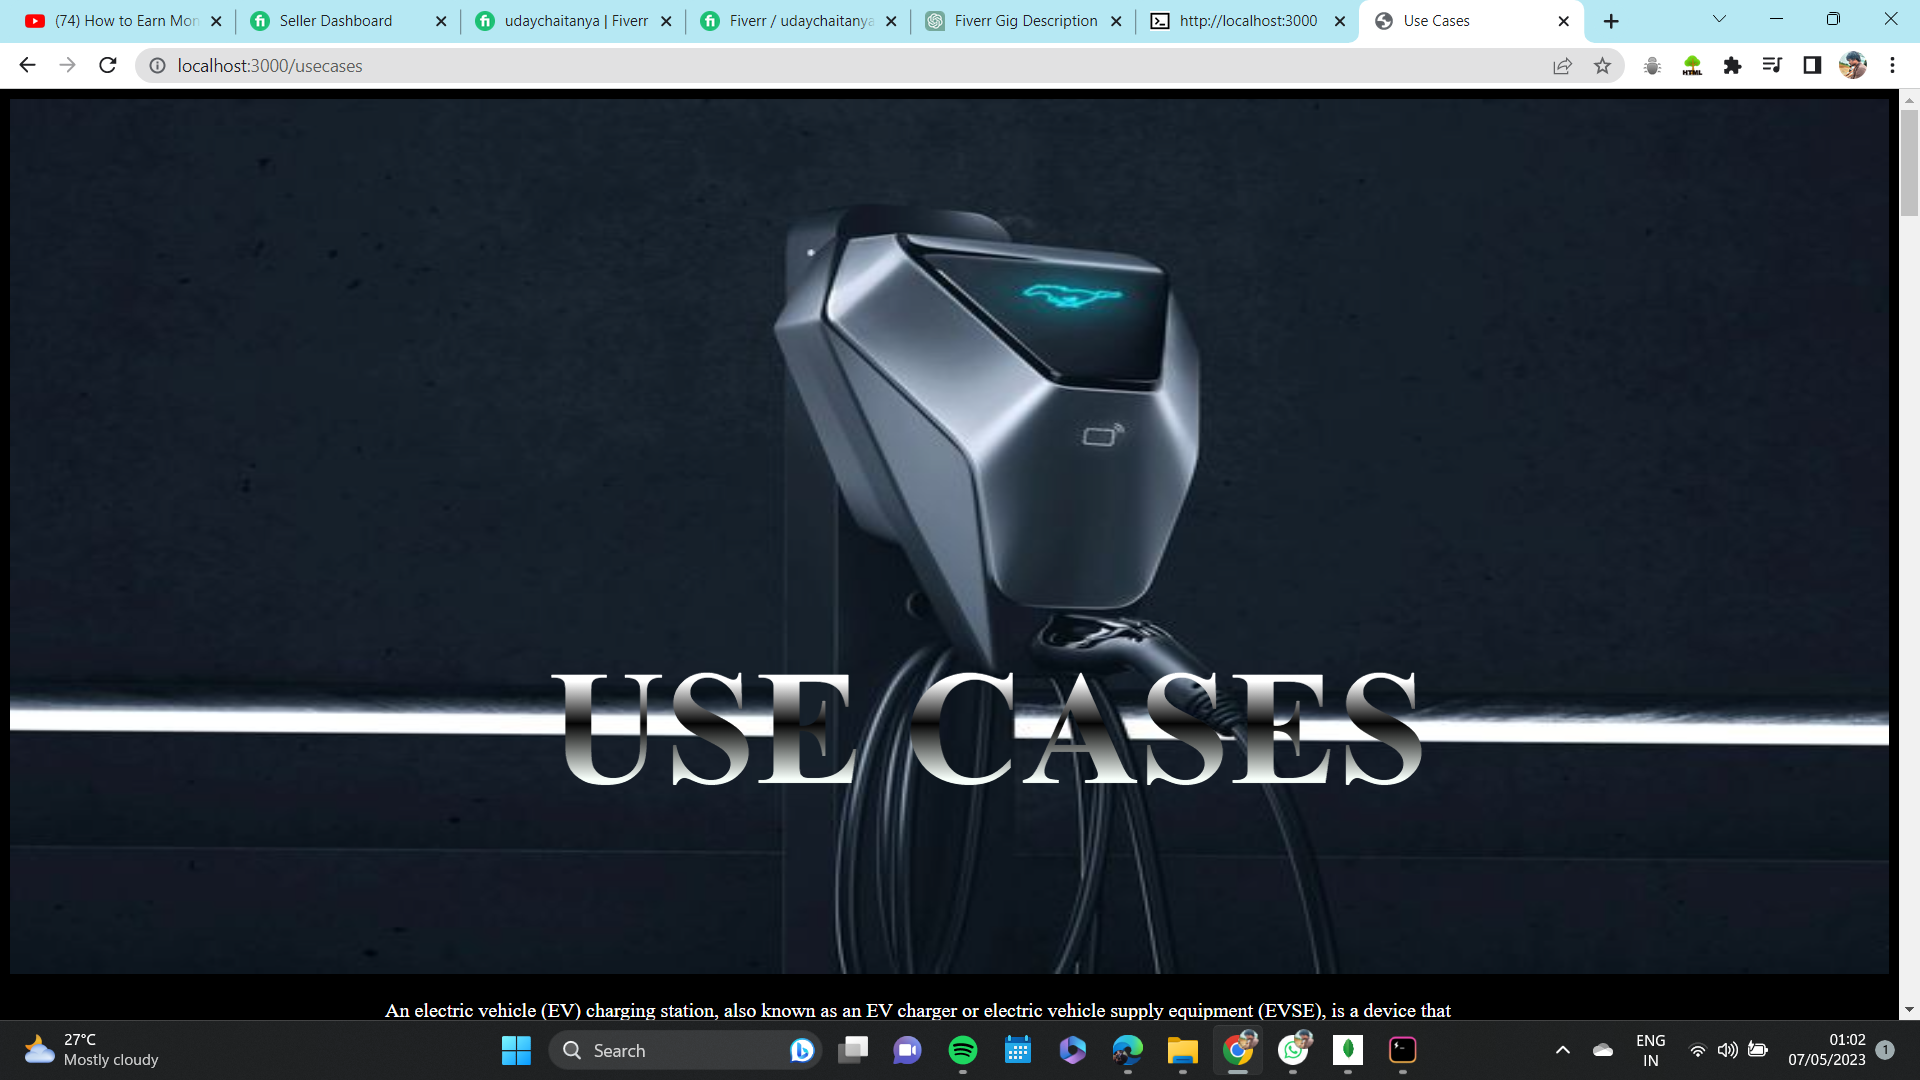 (74) How to Earn Mon
Seller Dashboard
udaychaitanya | Fiverr
Fiverr / udaychaitanya
Fiverr Gig Description
http://localhost:3000
Use Cases
localhost:3000/usecases
HTML
USE CASES
An electric vehicle (EV) charging station, also known as an EV charger or electric vehicle supply equipment (EVSE), is a device that
27°C
Mostly cloudy
Search
ENG
IN
01:02
07/05/2023
1